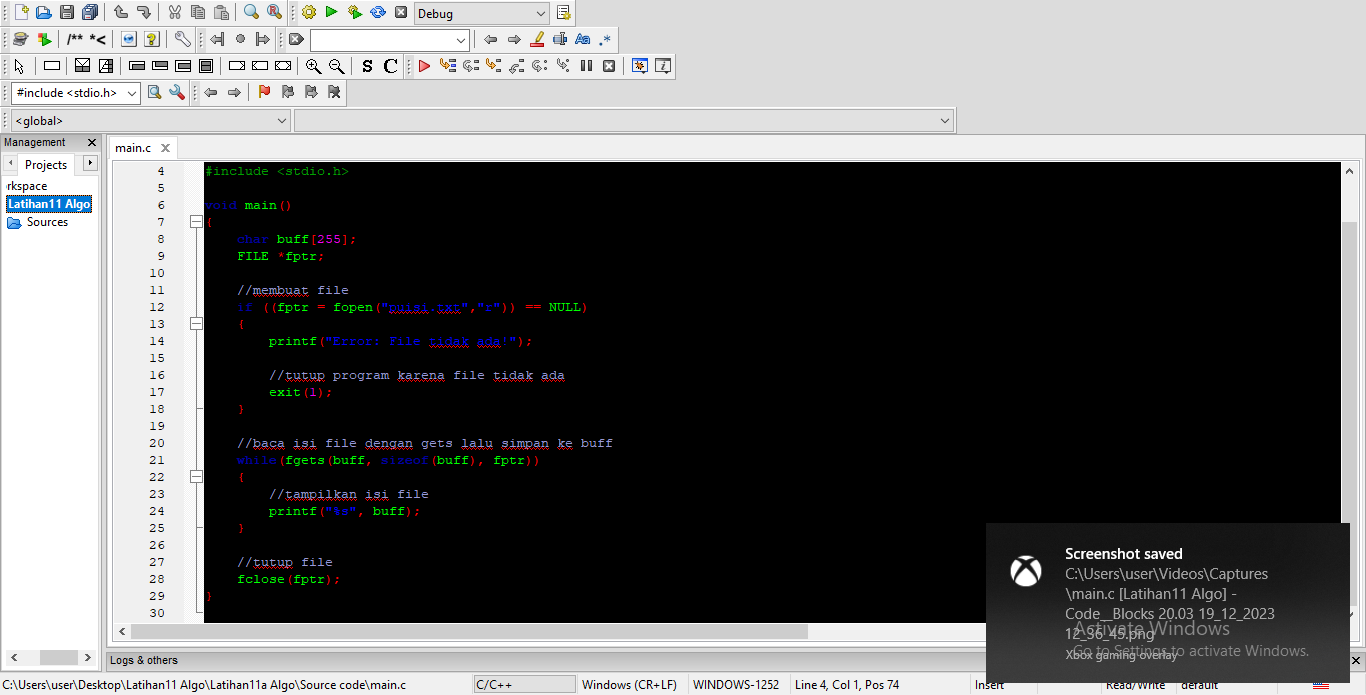 Debug
/** *<
Aa .*
S C
#include <stdio.h>
<global>
Management
Projects
rkspace
Latihan11 Algo
Sources
main.c
4 #include <stdio.h>
5
6 void main()
7 {
8 char buff[255];
9 FILE *fptr;
10
11 //membuat file
12 if ((fptr = fopen("puisi.txt","r")) == NULL)
13 {
14 printf("Error: File tidak ada!");
15
16 //tutup program karena file tidak ada
17 exit(1);
18 }
19
20 //baca isi file dengan gets lalu simpan ke buff
21 while(fgets(buff, sizeof(buff), fptr))
22 {
23 //tampilkan isi file
24 printf("%s", buff);
25 }
26
27 //tutup file
28 fclose(fptr);
29 }
30
Screenshot saved
C:\Users\user\Videos\Captures
\main.c [Latihan11 Algo] -
Code__Blocks 20.03 19_12_2023
12_36_45.png
Xbox gaming overlay
Activate Windows
Go to Settings to activate Windows.
Logs & others
C:\Users\user\Desktop\Latihan11 Algo\Latihan11a Algo\Source code\main.c
C/C++
Windows (CR+LF)
WINDOWS-1252
Line 4, Col 1, Pos 74
Insert
Read/Write
default